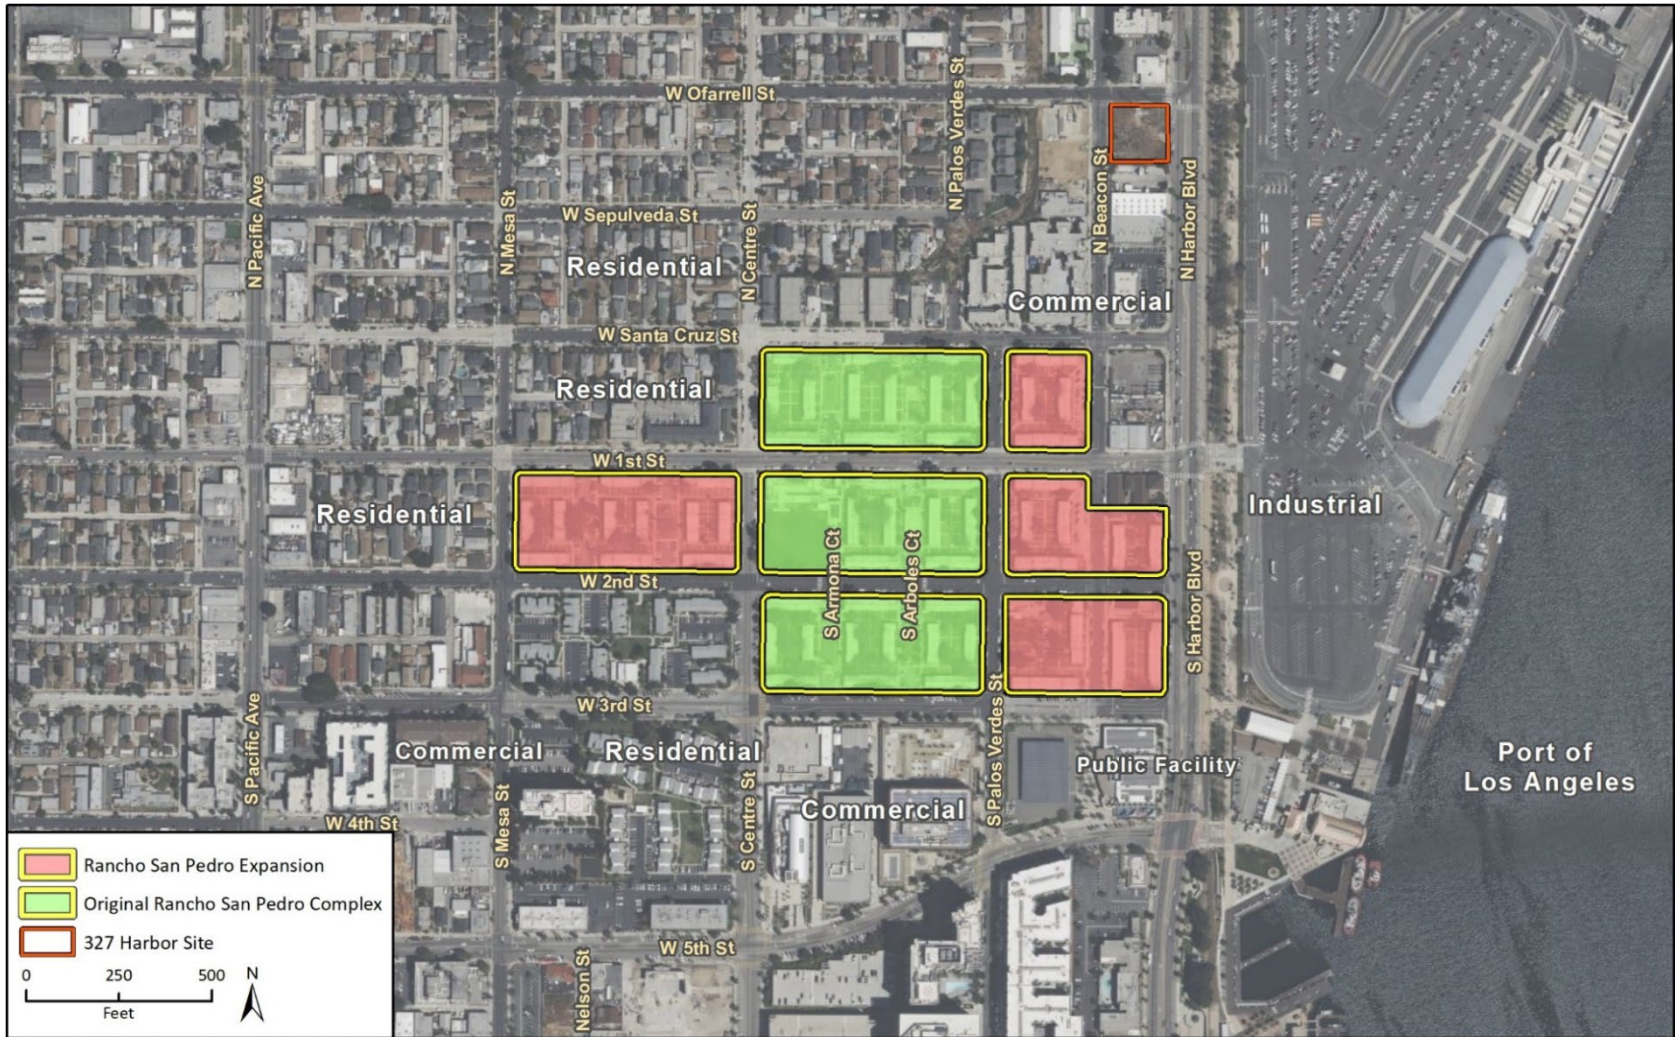 W Ofarrell St
N Palos Verdes St
N Beacon St
N Harbor Blvd
N Pacific Ave
N Mesa St
W Sepulveda St
N Centre St
Residential
Commercial
W Santa Cruz St
Residential
W 1st St
Residential
Industrial
S Armona Ct
S Arboles Ct
W 2nd St
S Harbor Blvd
W 3rd St
S Pacific Ave
S Palos Verdes St
Commercial
Residential
Public Facility
Port of
Los Angeles
S Mesa St
S Centre St
Commercial
W 4th St
W 5th St
Nelson St
Rancho San Pedro Expansion
Original Rancho San Pedro Complex
327 Harbor Site
0 250 500
Feet
N